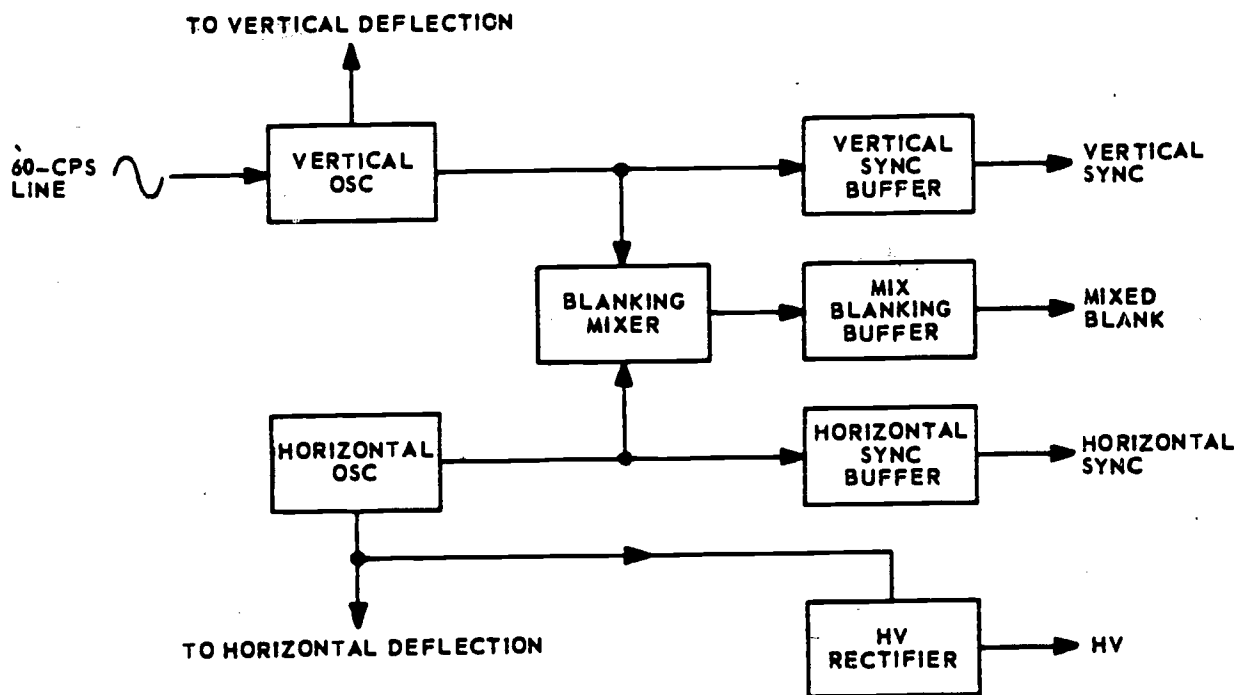 TO VERTICAL DEFLECTION
60-CPS
LINE
VERTICAL
OSC
VERTICAL
SYNC
BUFFER
VERTICAL
SYNC
BLANKING
MIXER
MIX
BLANKING
BUFFER
MIXED
BLANK
HORIZONTAL
OSC
HORIZONTAL
SYNC
BUFFER
HORIZONTAL
SYNC
TO HORIZONTAL DEFLECTION
HV
RECTIFIER
HV